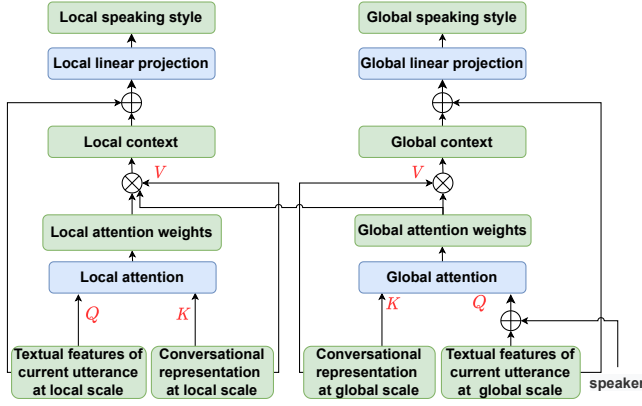 Local speaking style
Global speaking style
Local linear projection
Global linear projection
Local context
Global context
V
V
Local attention weights
Global attention weights
Local attention
Global attention
Q
K
K
Q
Textual features of
current utterance
at local scale
Conversational
representation
at local scale
Conversational
representation
at global scale
Textual features of
current utterance
at global scale
speaker